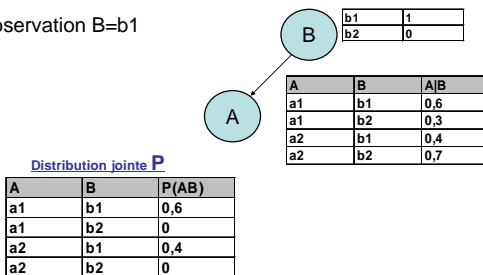 servation B=b1
B
b1 1
b2 0
A
A B A|B
a1 b1 0,6
a1 b2 0,3
a2 b1 0,4
a2 b2 0,7
Distribution jointe P
A B P(AB)
a1 b1 0,6
a1 b2 0
a2 b1 0,4
a2 b2 0